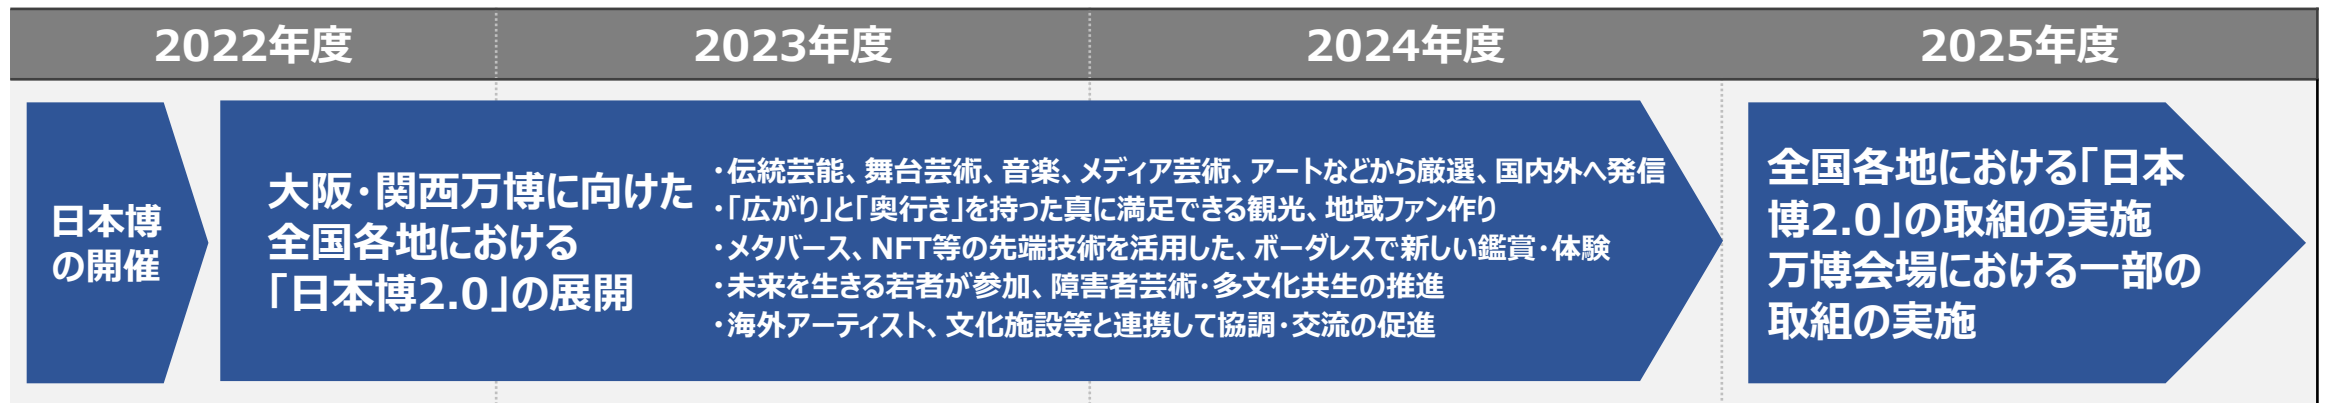 2022年度
2023年度
2024年度
2025年度
日本博
の開催
大阪・関西万博に向けた
全国各地における
「日本博2.0」の展開
・伝統芸能、舞台芸術、音楽、メディア芸術、アートなどから厳選、国内外へ発信
・「広がり」と「奥行き」を持った真に満足できる観光、地域ファン作り
・メタバース、NFT等の先端技術を活用した、ボーダレスで新しい鑑賞・体験
・未来を生きる若者が参加、障害者芸術・多文化共生の推進
・海外アーティスト、文化施設等と連携して協調・交流の促進
全国各地における「日本
博2.0」の取組の実施
万博会場における一部の
取組の実施